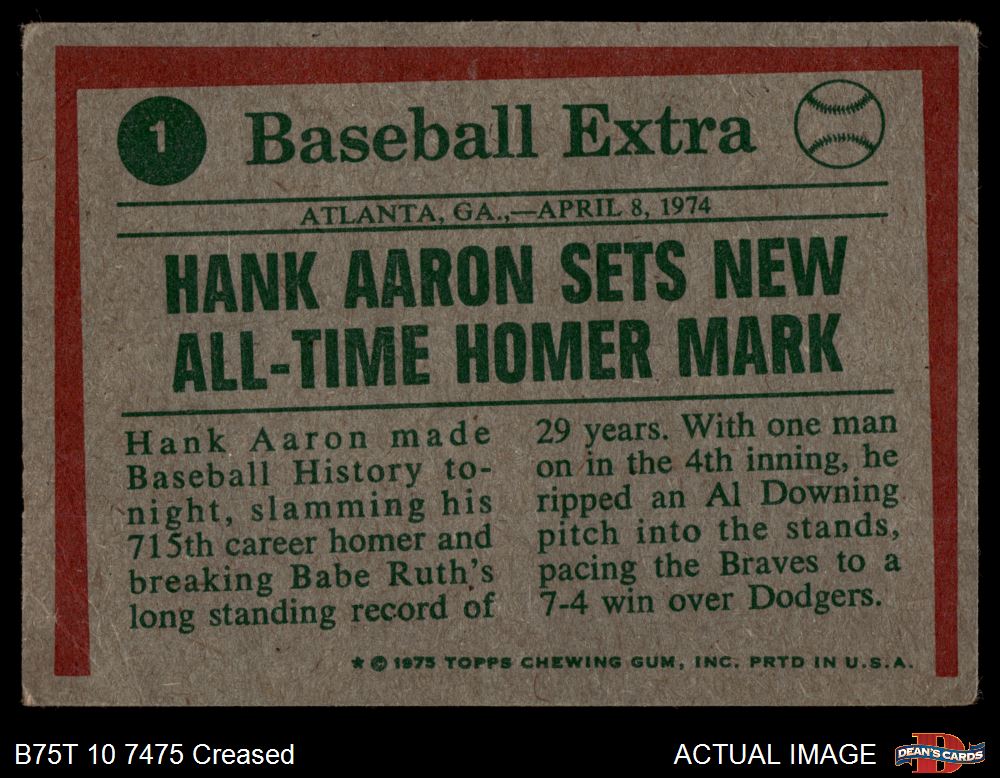 1
Baseball Extra
ATLANTA, GA.,—APRIL 8, 1974
HANK AARON SETS NEW
ALL-TIME HOMER MARK
Hank Aaron made
Baseball History to-
night, slamming his
715th career homer and
breaking Babe Ruth's
long standing record of
29 years. With one man
on in the 4th inning, he
ripped an Al Downing
pitch into the stands,
pacing the Braves to a
7-4 win over Dodgers.
★ © 1975 TOPPS CHEWING GUM, INC. PRTD IN U.S.A.
B75T 10 7475 Creased
ACTUAL IMAGE
DEAN'S CARDS